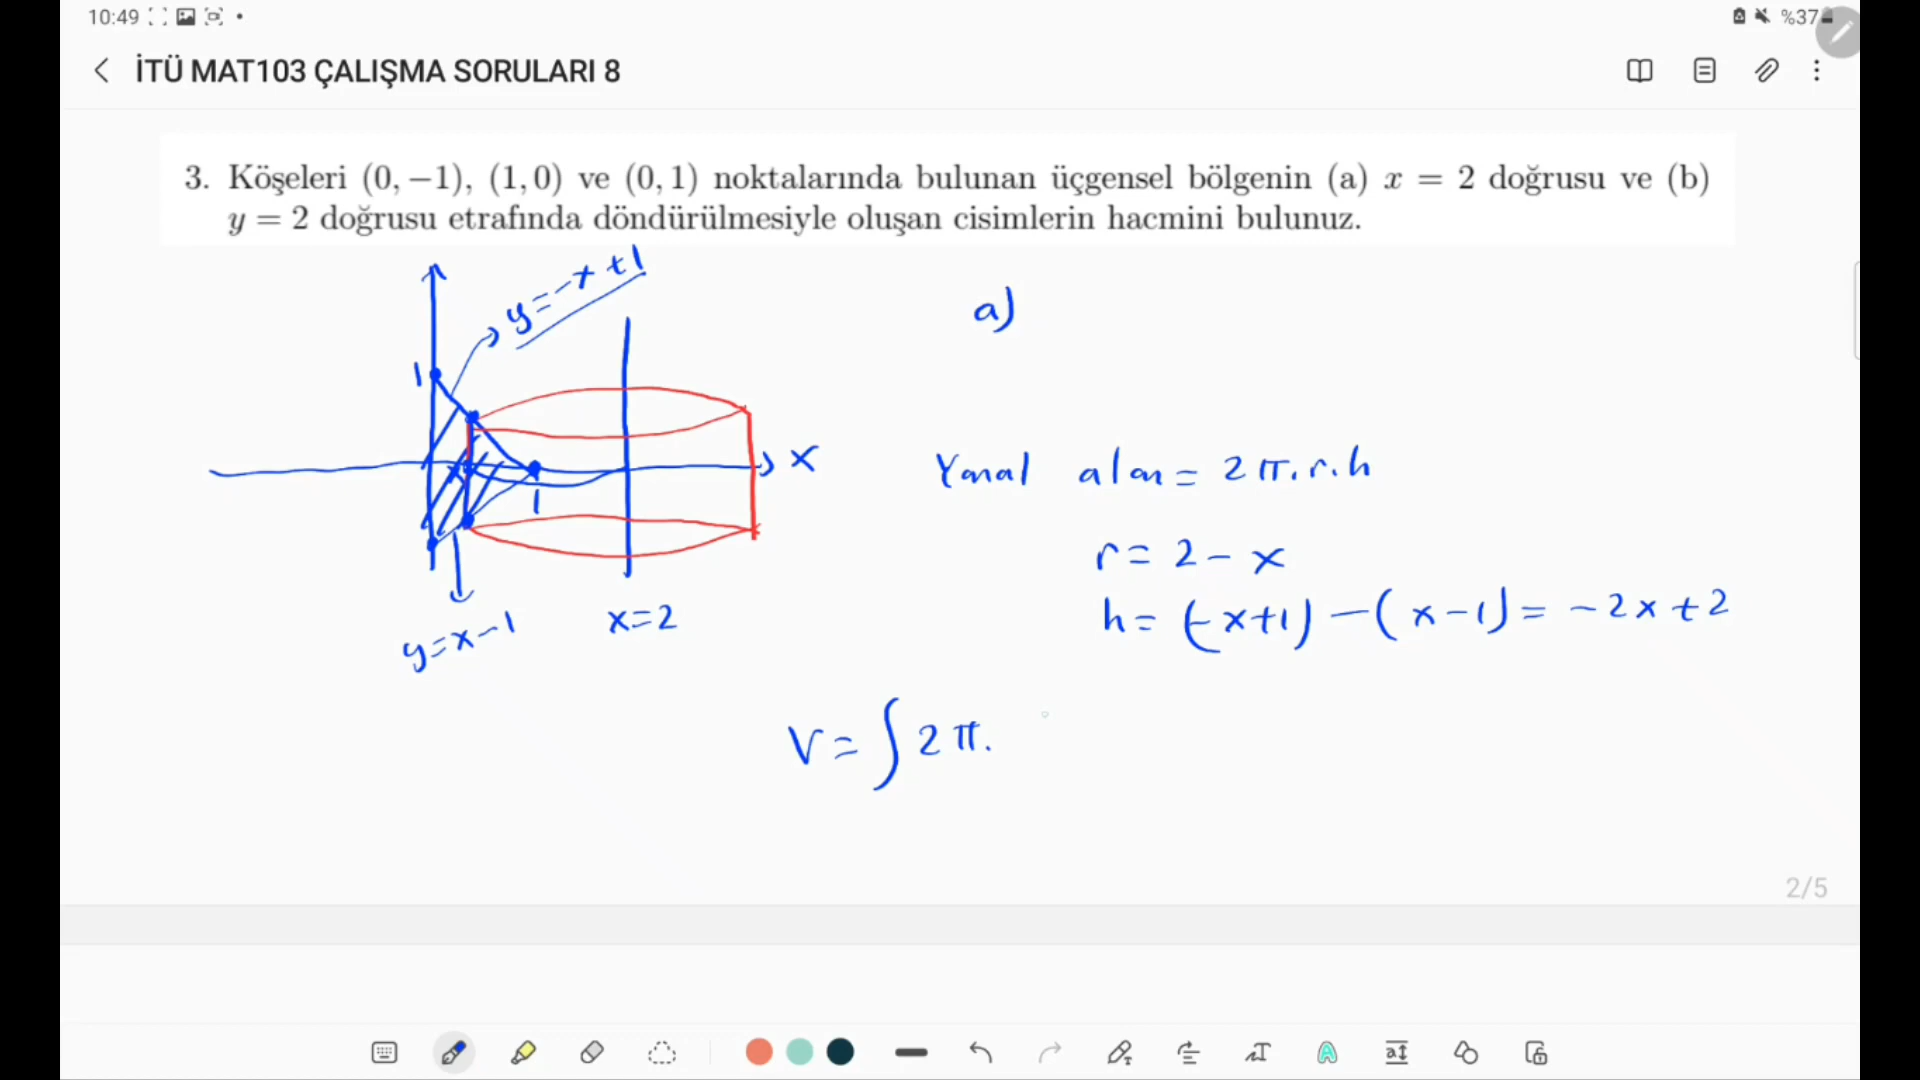 10:49
%37
İTÜ MAT103 ÇALIŞMA SORULARI 8
3. Köşeleri (0, −1), (1, 0) ve (0, 1) noktalarında bulunan üçgensel bölgenin (a) x = 2 doğrusu ve (b)
y = 2 doğrusu etrafında döndürülmesiyle oluşan cisimlerin hacmini bulunuz.
y=-x+1
a)
1
x
1
Yanal alan = 2π.r.h
r = 2 - x
h = (-x+1) - (x-1) = -2x+2
y=x-1
x=2
V = ∫ 2π.
2/5